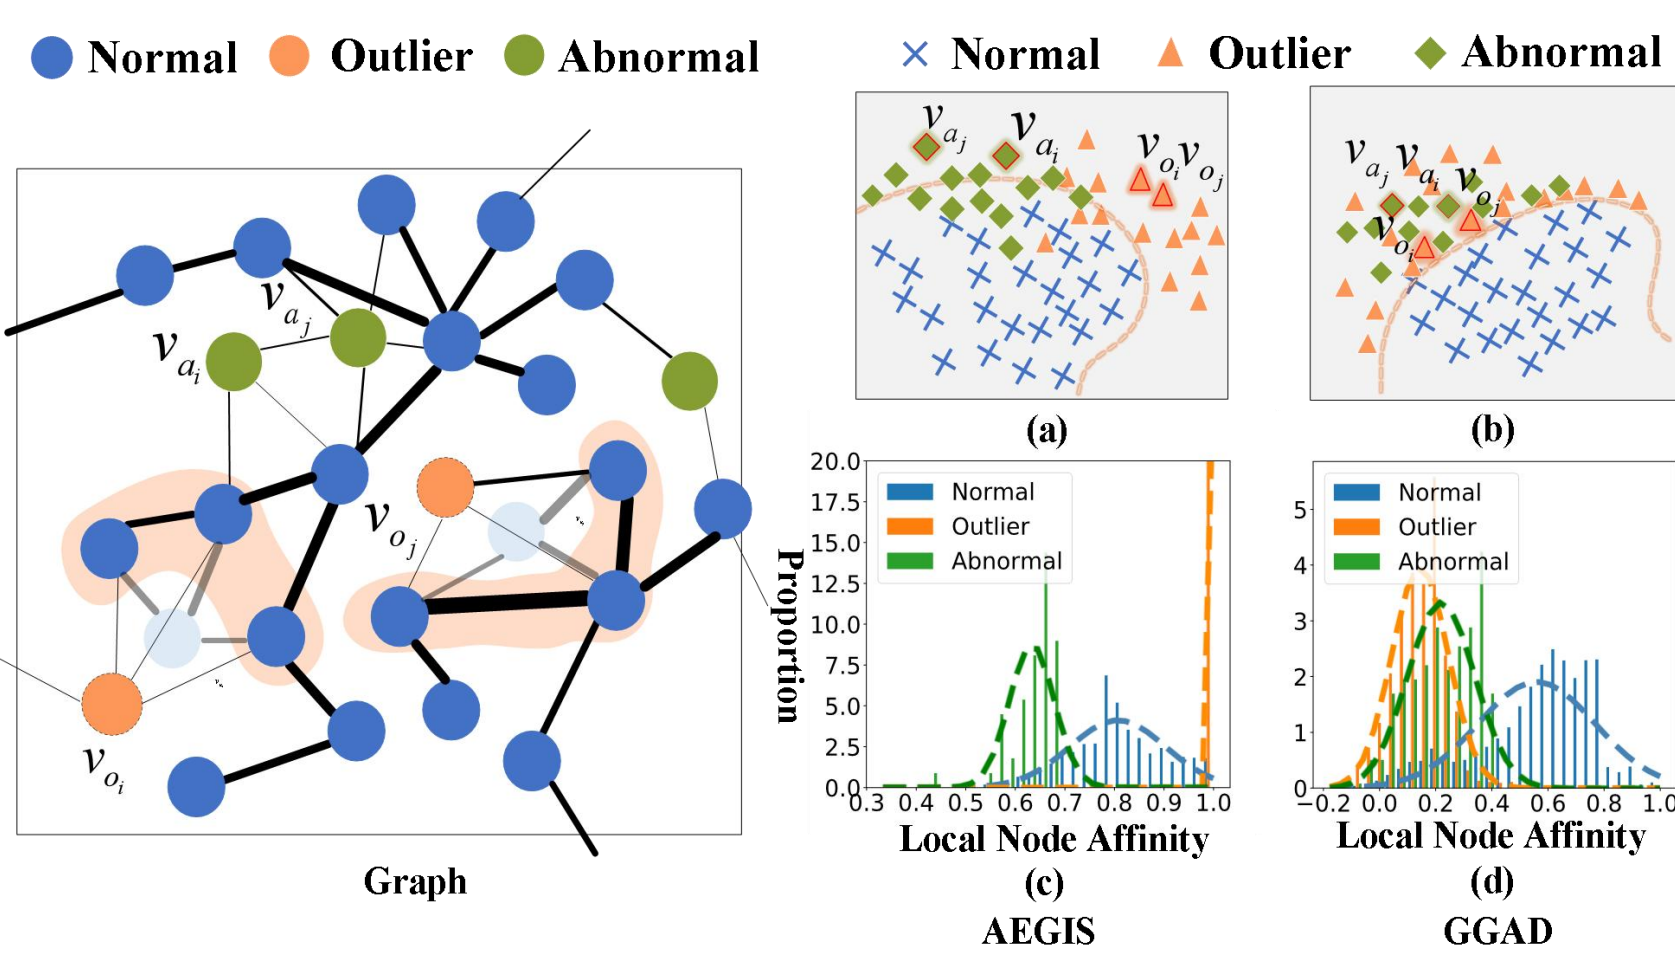 Normal Outlier Abnormal
v_{a_j}
v_{a_i}
v_{o_j}
v_{o_i}
Graph
Normal Outlier Abnormal
v_{a_j} v_{a_i} v_{o_i} v_{o_j}
(a)
v_{a_j} v_{a_i} v_{o_j}
v_{o_i}
(b)
Proportion
20.0
17.5
15.0
12.5
10.0
7.5
5.0
2.5
0.0
Normal
Outlier
Abnormal
0.3 0.4 0.5 0.6 0.7 0.8 0.9 1.0
Local Node Affinity
(c)
AEGIS
5
4
3
2
1
0
Normal
Outlier
Abnormal
−0.2 0.0 0.2 0.4 0.6 0.8 1.0
Local Node Affinity
(d)
GGAD